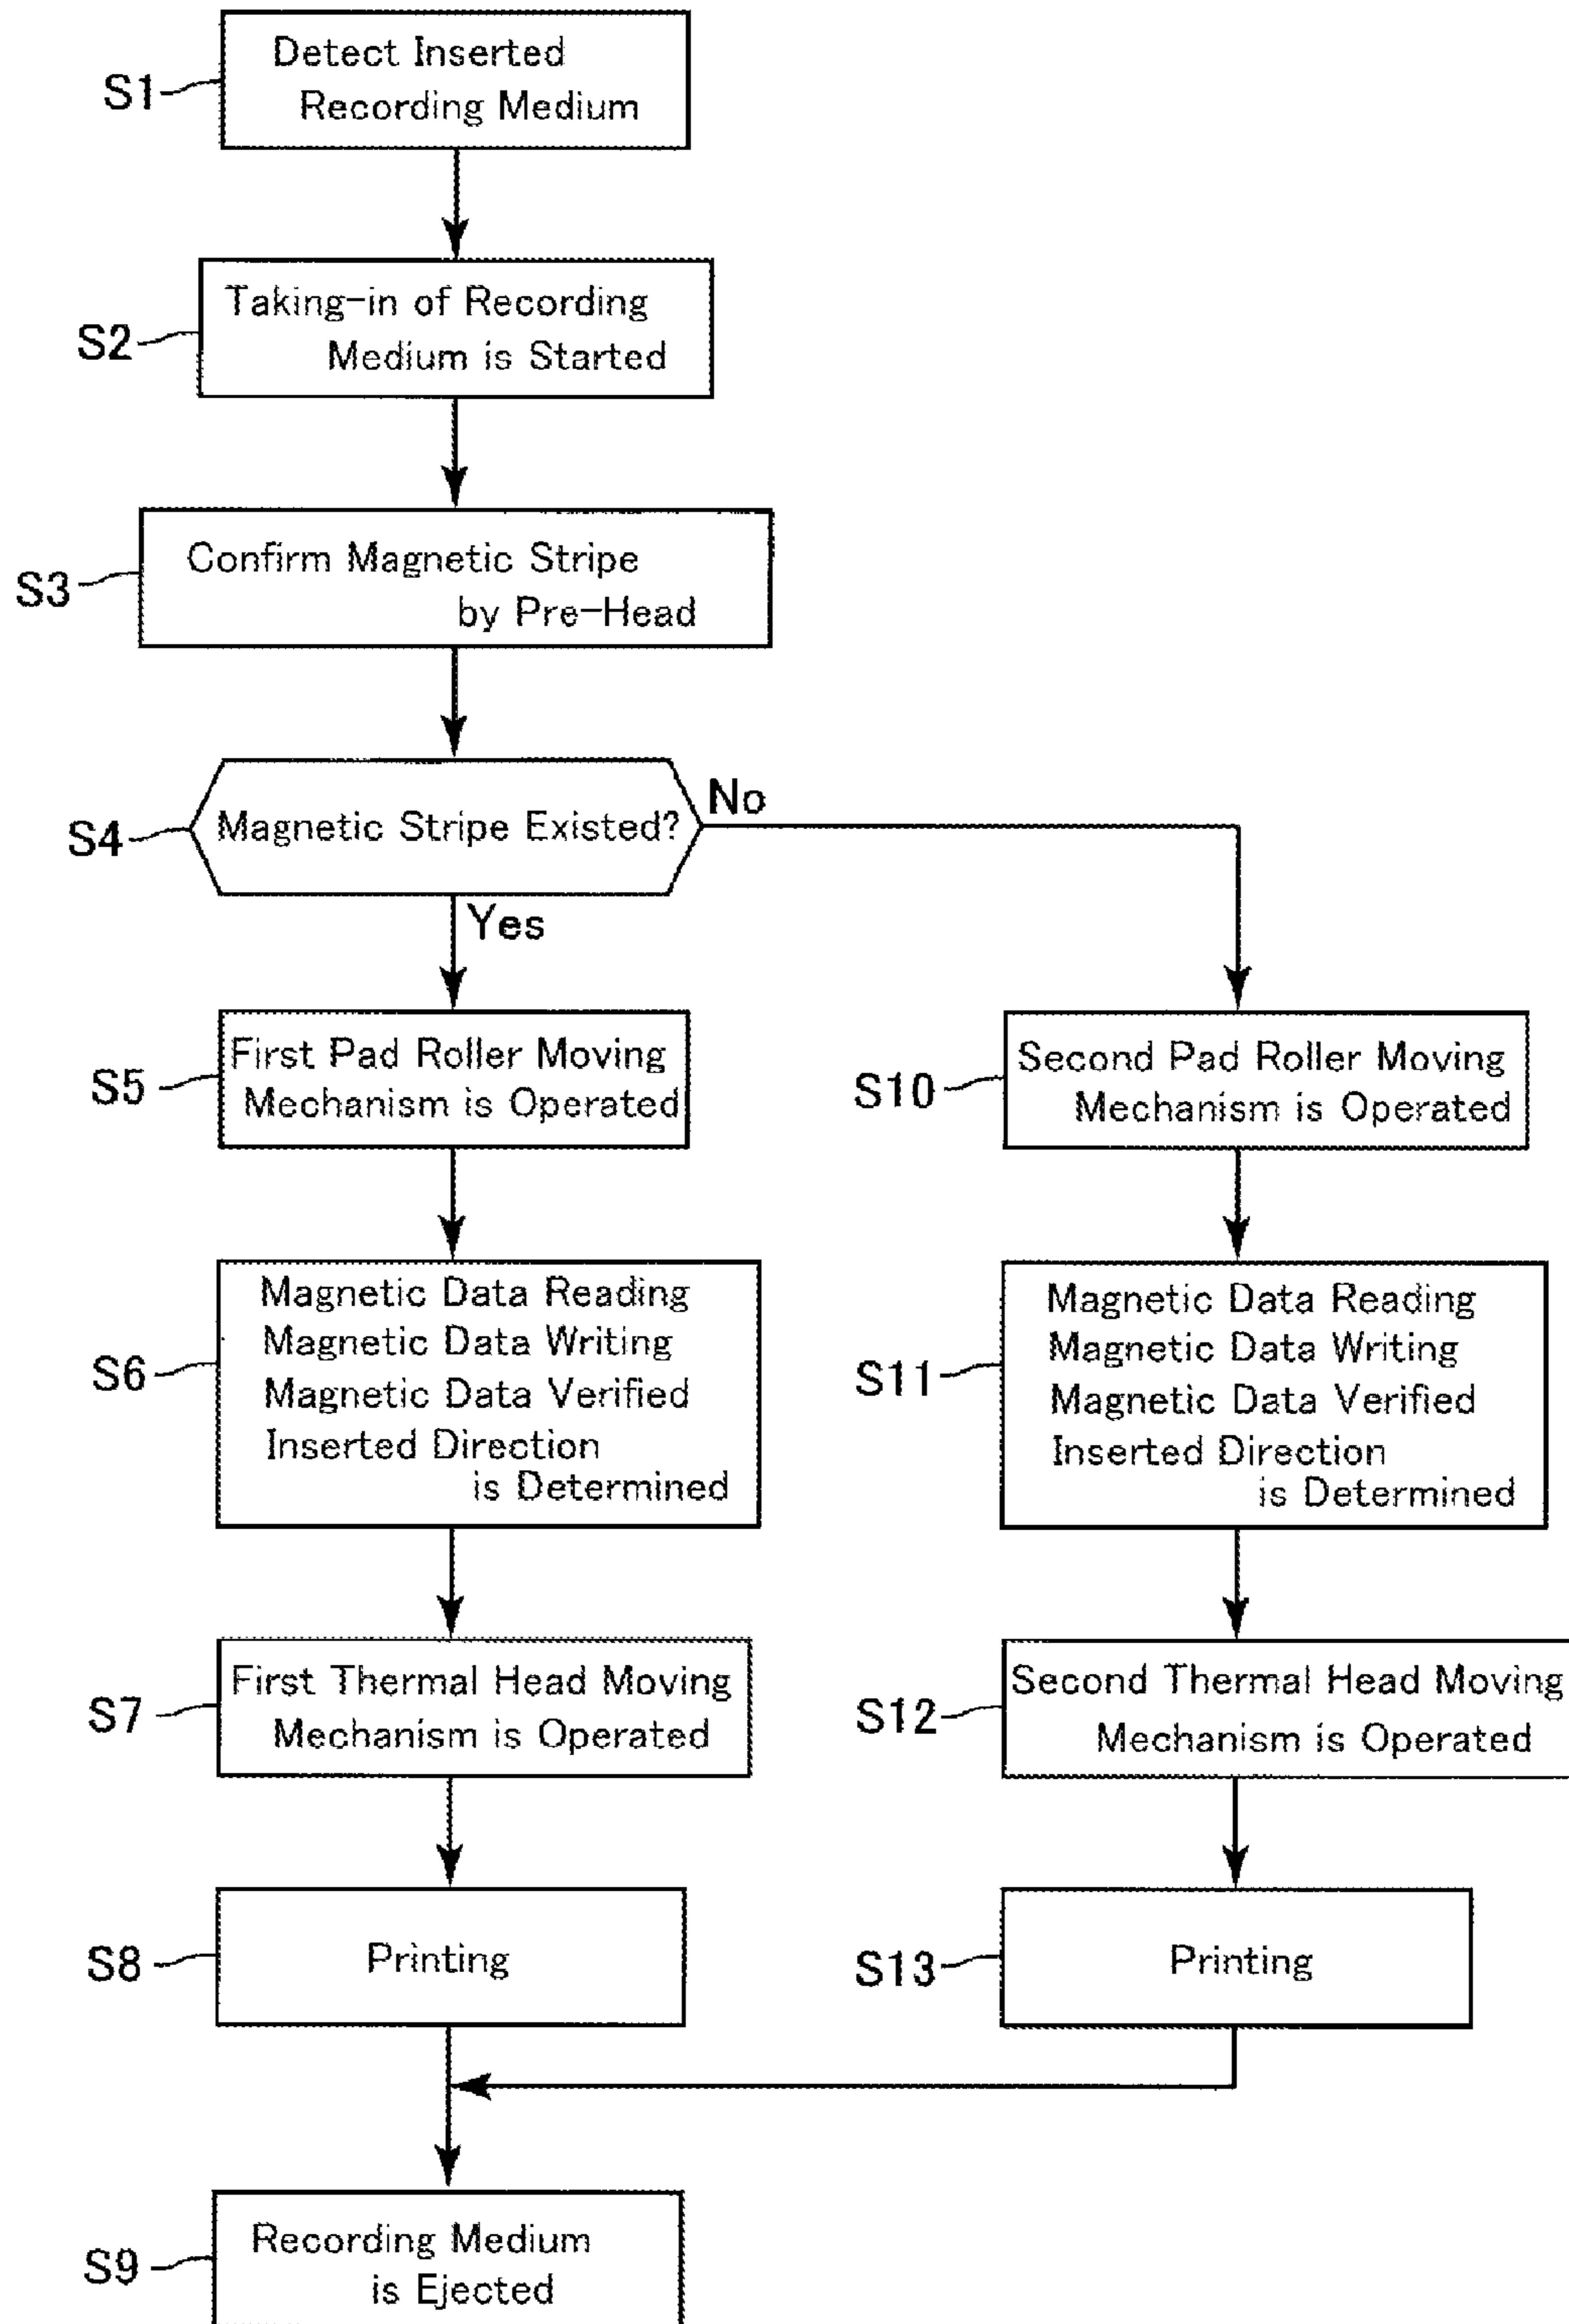 S1
Detect Inserted
Recording Medium
S2
Taking-in of Recording
Medium is Started
S3
Confirm Magnetic Stripe
by Pre-Head
S4
Magnetic Stripe Existed?
No
Yes
S5
First Pad Roller Moving
Mechanism is Operated
S10
Second Pad Roller Moving
Mechanism is Operated
S6
Magnetic Data Reading
Magnetic Data Writing
Magnetic Data Verified
Inserted Direction
is Determined
S11
Magnetic Data Reading
Magnetic Data Writing
Magnetic Data Verified
Inserted Direction
is Determined
S7
First Thermal Head Moving
Mechanism is Operated
S12
Second Thermal Head Moving
Mechanism is Operated
S8
Printing
S13
Printing
S9
Recording Medium
is Ejected